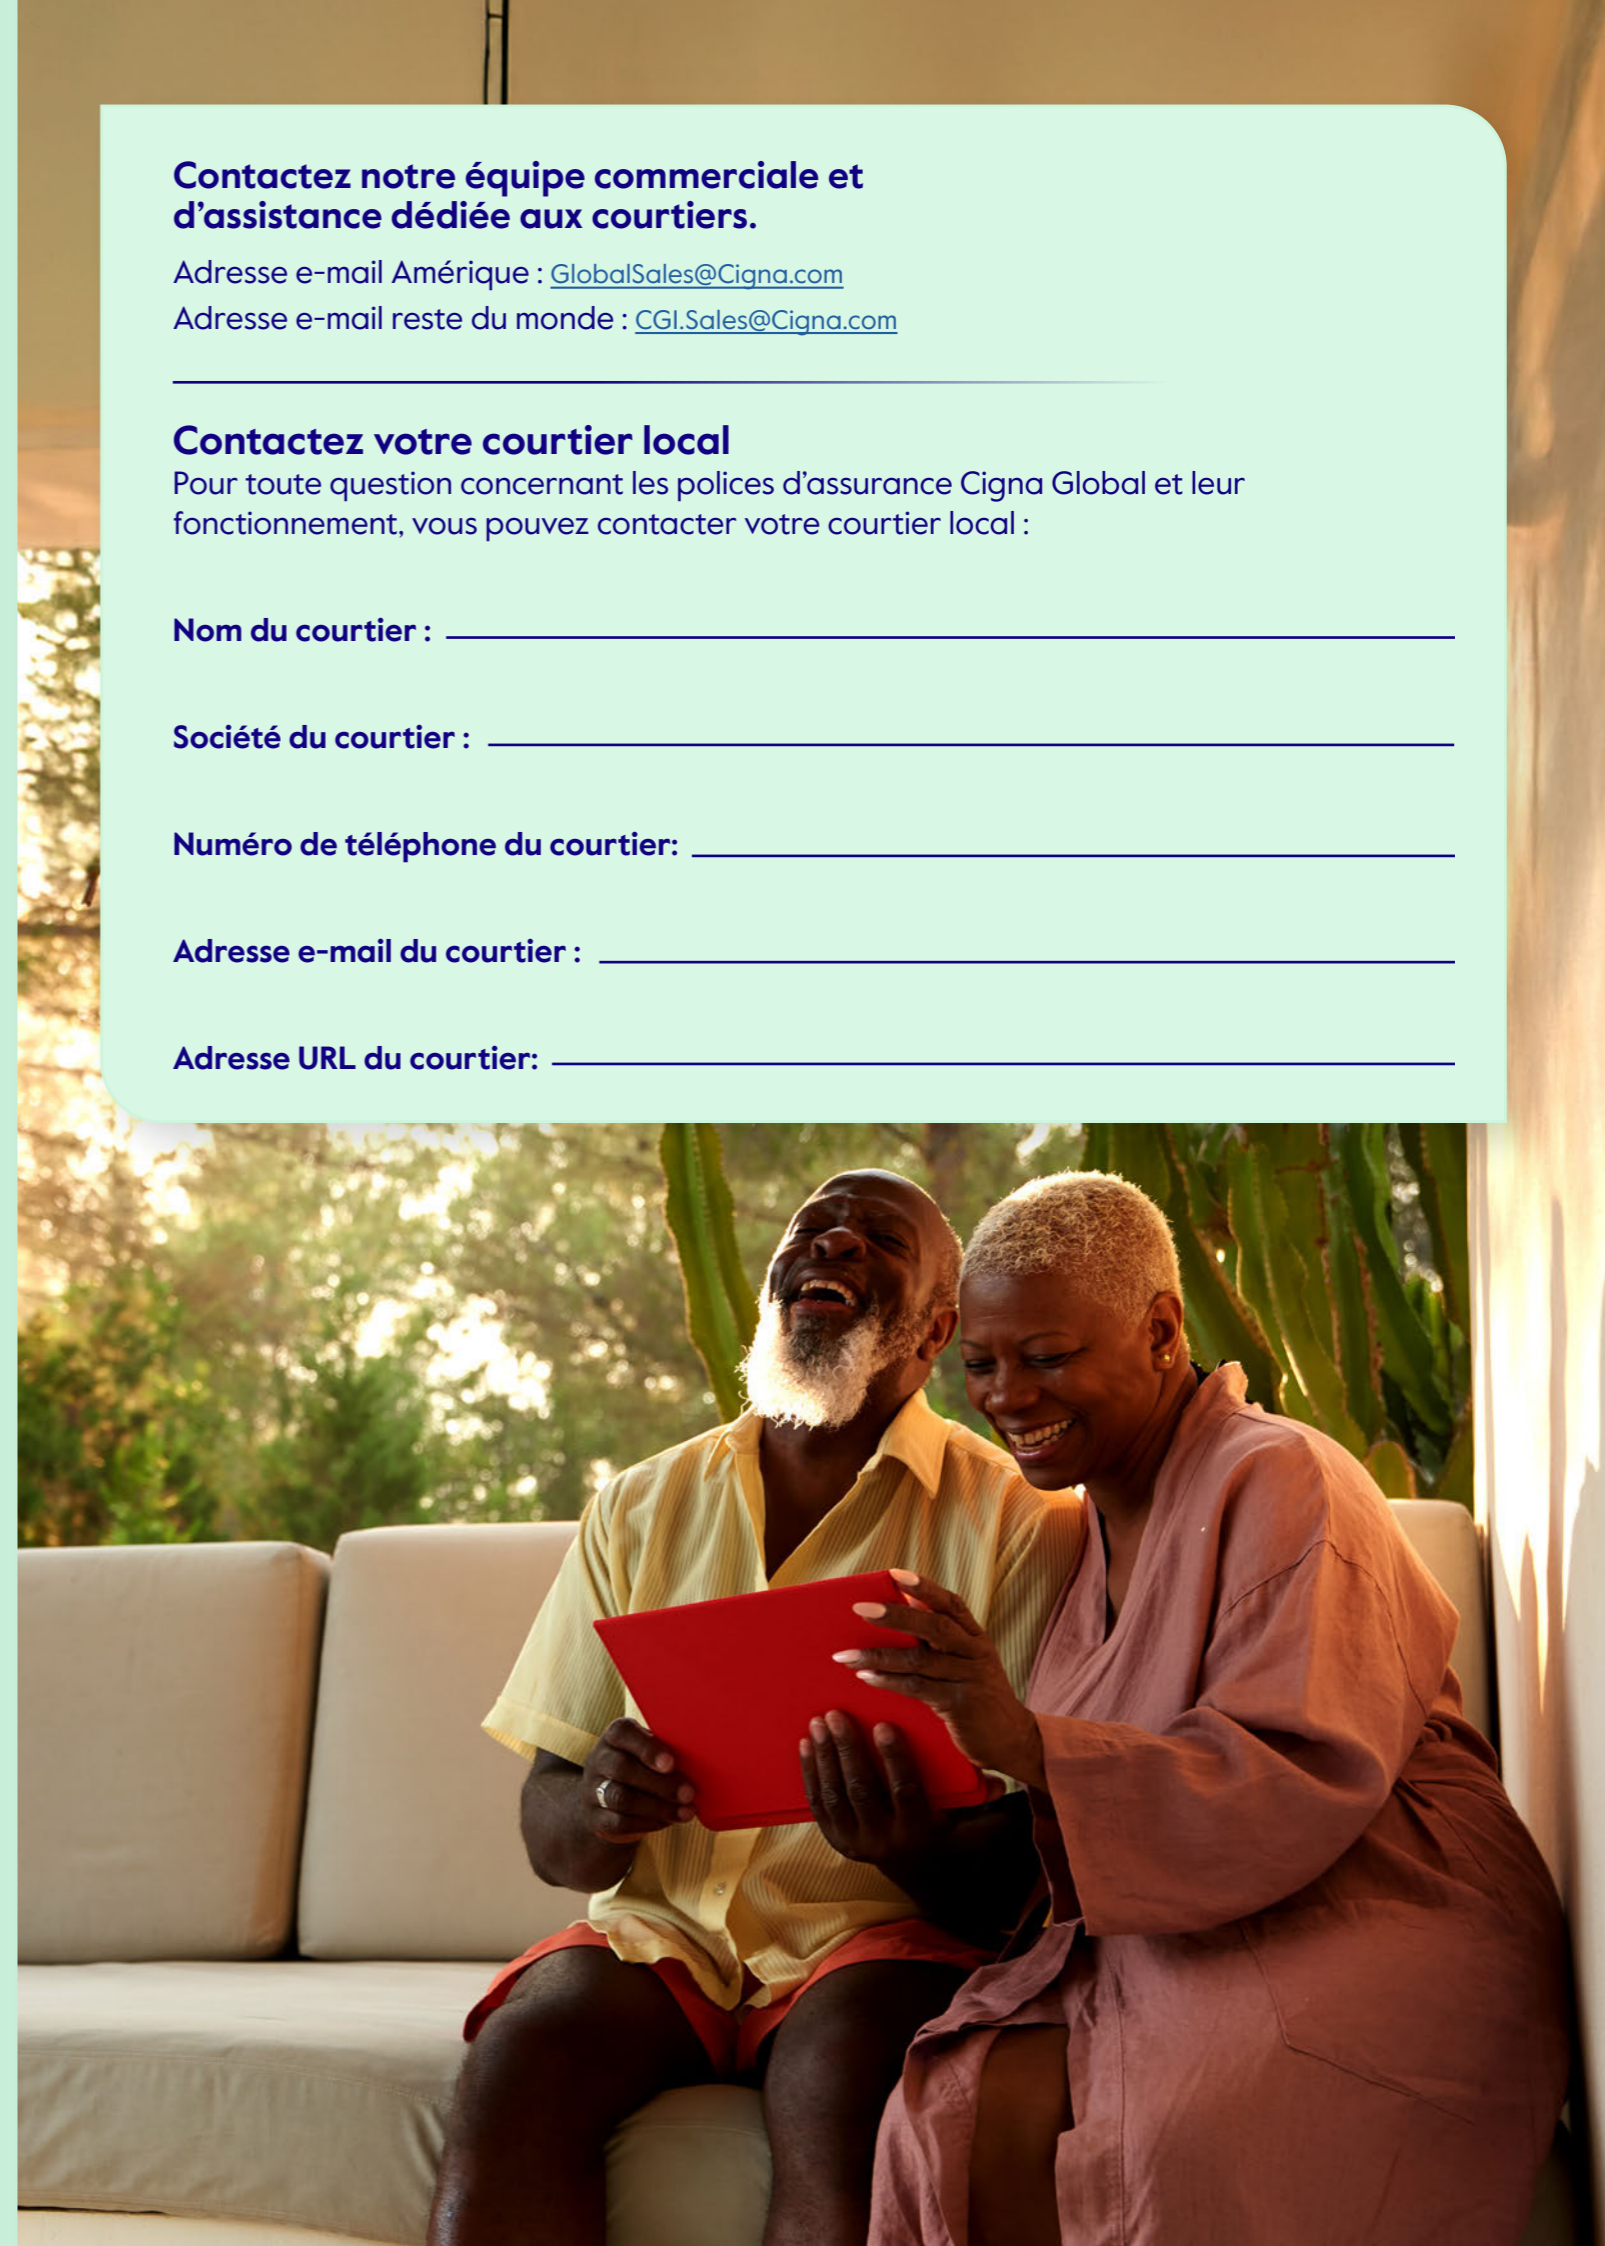 Contactez notre équipe commerciale et
d’assistance dédiée aux courtiers.
Adresse e-mail Amérique : GlobalSales@Cigna.com
Adresse e-mail reste du monde : CGI.Sales@Cigna.com
Contactez votre courtier local
Pour toute question concernant les polices d’assurance Cigna Global et leur
fonctionnement, vous pouvez contacter votre courtier local :
Nom du courtier :
Société du courtier :
Numéro de téléphone du courtier:
Adresse e-mail du courtier :
Adresse URL du courtier: